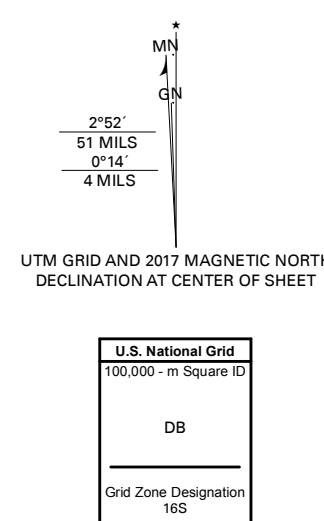 ★
MN
GN
2°52´
51 MILS
0°14´
4 MILS
UTM GRID AND 2017 MAGNETIC NORTH
DECLINATION AT CENTER OF SHEET
U.S. National Grid
100,000 - m Square ID
DB
Grid Zone Designation
16S